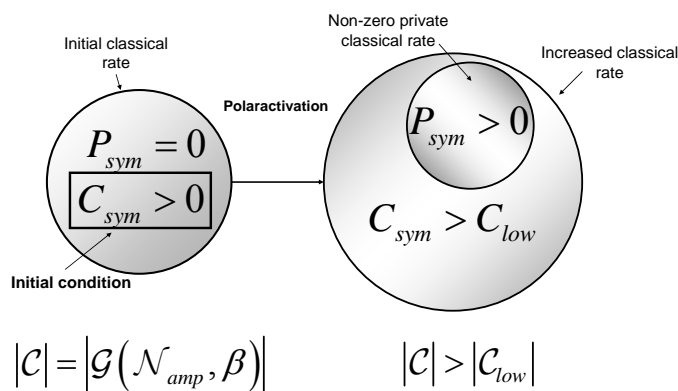 Initial classical
rate
Non-zero private
classical rate
Increased classical
rate
Polaractivation
P_sym = 0
C_sym > 0
Initial condition
P_sym > 0
C_sym > C_low
|𝒞| = |𝒢(𝒩_amp, β)|
|𝒞| > |𝒞_low|